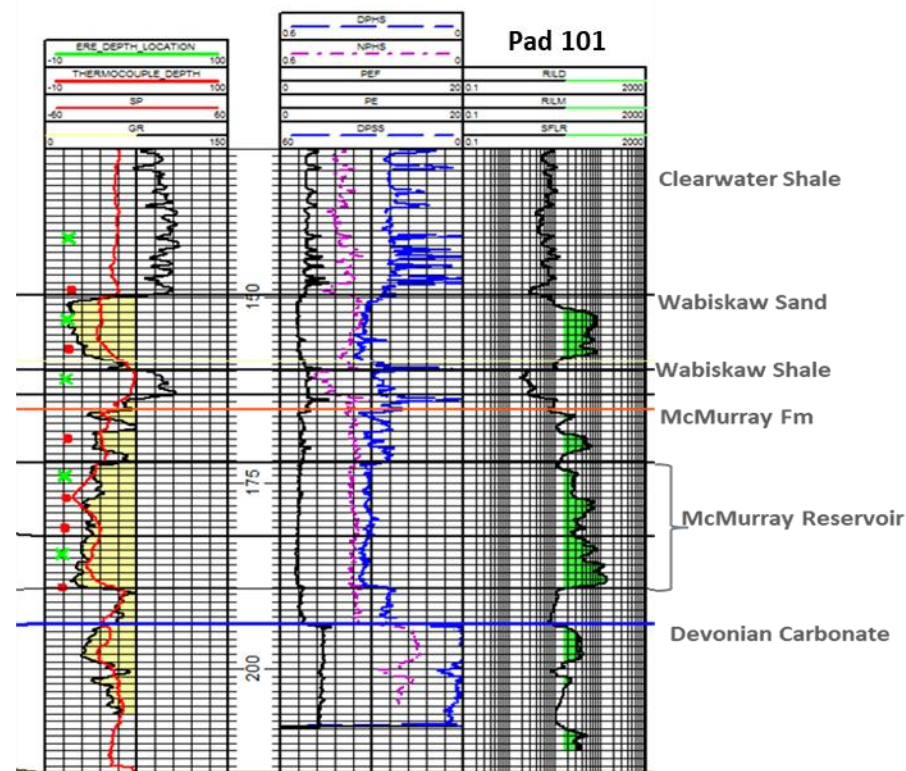 Pad 101
DPHS
0.6 0
NPHS
0.6 0
ERE_DEPTH_LOCATION
-10 100
THERMOCOUPLE_DEPTH
-10 100
SP
-60 60
GR
0 150
PEF
0 20
PE
0 20
DPSS
60 0
RILD
0.1 2000
RILM
0.1 2000
SFLR
2000
Clearwater Shale
150
Wabiskaw Sand
Wabiskaw Shale
McMurray Fm
175
McMurray Reservoir
Devonian Carbonate
200